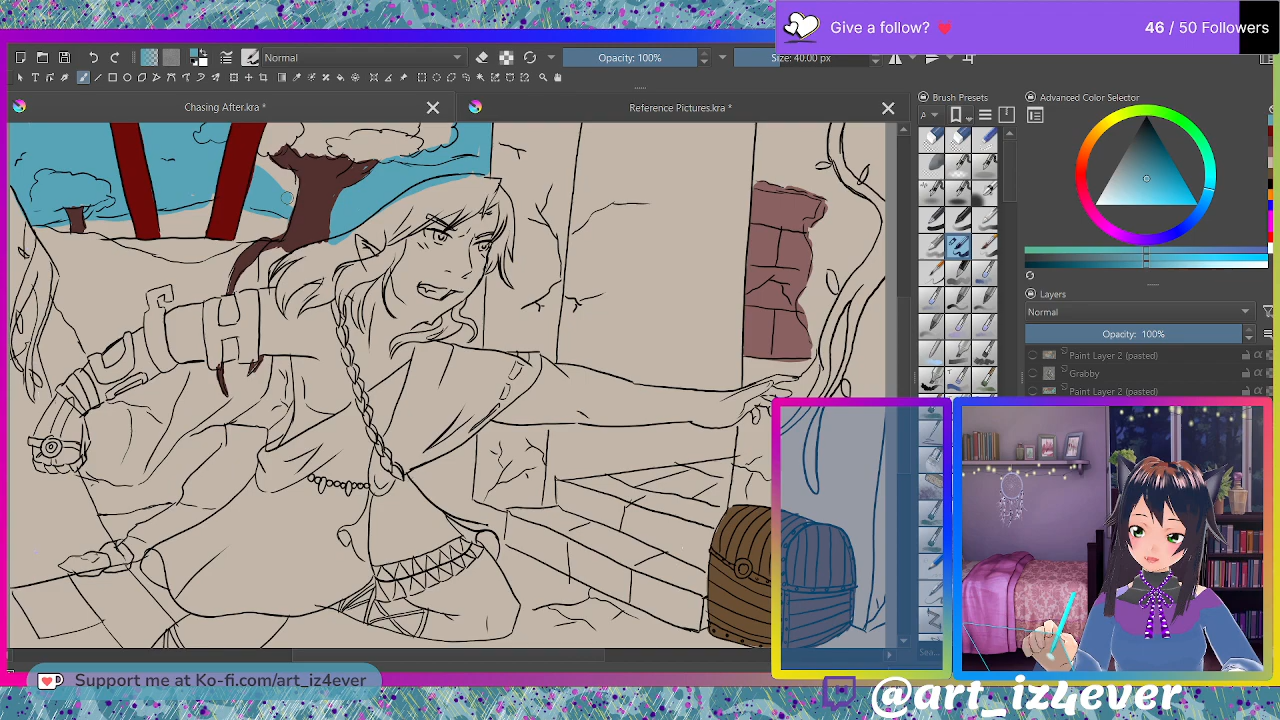 Give a follow?
46 / 50 Followers
Normal
Opacity: 100%
Size: 40.00 px
Chasing After.kra *
Reference Pictures.kra *
Brush Presets
Advanced Color Selector
A
Layers
Normal
Opacity: 100%
Paint Layer 2 (pasted)
Grabby
Paint Layer 2 (pasted)
Sea...
Support me at Ko-fi.com/art_iz4ever
@art_iz4ever